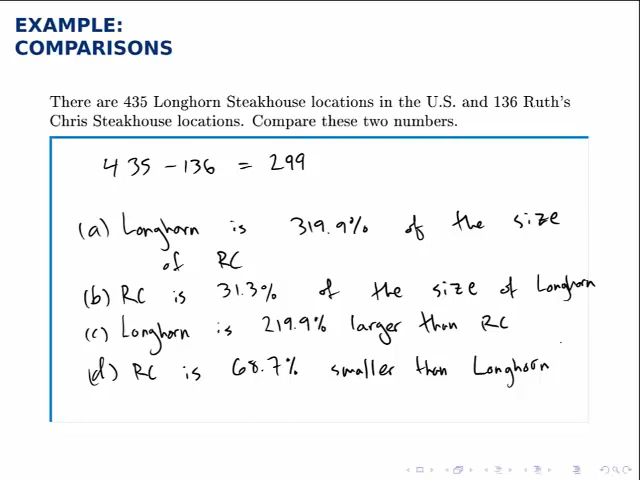 EXAMPLE:
COMPARISONS
There are 435 Longhorn Steakhouse locations in the U.S. and 136 Ruth's
Chris Steakhouse locations. Compare these two numbers.
435 - 136 = 299
(a) Longhorn is 319.9% of the size
of RC
(b) RC is 31.3% of the size of Longhorn
(c) Longhorn is 219.9% larger than RC
(d) RC is 68.7% smaller than Longhorn